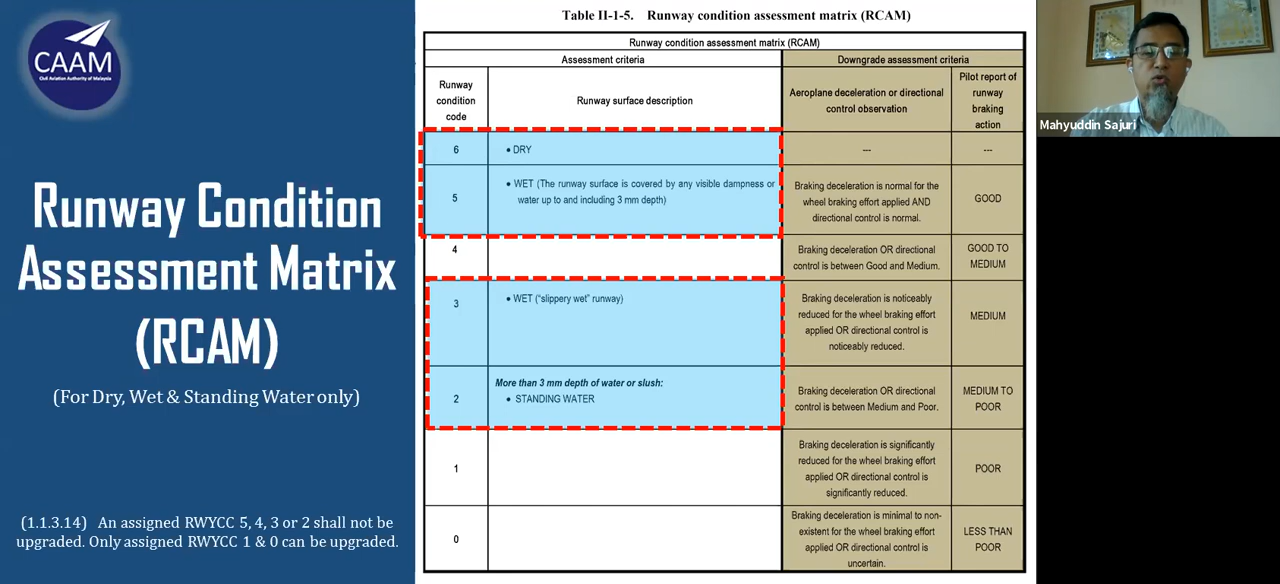 CAAM
Civil Aviation Authority of Malaysia
Runway Condition
Assessment Matrix
(RCAM)
(For Dry, Wet & Standing Water only)
(1.1.3.14) An assigned RWYCC 5, 4, 3 or 2 shall not be
upgraded. Only assigned RWYCC 1 & 0 can be upgraded.
Table II-1-5. Runway condition assessment matrix (RCAM)
Runway condition assessment matrix (RCAM)
Assessment criteria
Downgrade assessment criteria
Runway
condition
code
Runway surface description
Aeroplane deceleration or directional
control observation
Pilot report of
runway
braking
action
6
• DRY
---
---
5
• WET (The runway surface is covered by any visible dampness or
water up to and including 3 mm depth)
Braking deceleration is normal for the
wheel braking effort applied AND
directional control is normal.
GOOD
4
Braking deceleration OR directional
control is between Good and Medium.
GOOD TO
MEDIUM
3
• WET ("slippery wet" runway)
Braking deceleration is noticeably
reduced for the wheel braking effort
applied OR directional control is
noticeably reduced.
MEDIUM
2
More than 3 mm depth of water or slush:
• STANDING WATER
Braking deceleration OR directional
control is between Medium and Poor.
MEDIUM TO
POOR
1
Braking deceleration is significantly
reduced for the wheel braking effort
applied OR directional control is
significantly reduced.
POOR
0
Braking deceleration is minimal to non-
existent for the wheel braking effort
applied OR directional control is
uncertain.
LESS THAN
POOR
Mahyuddin Sajuri